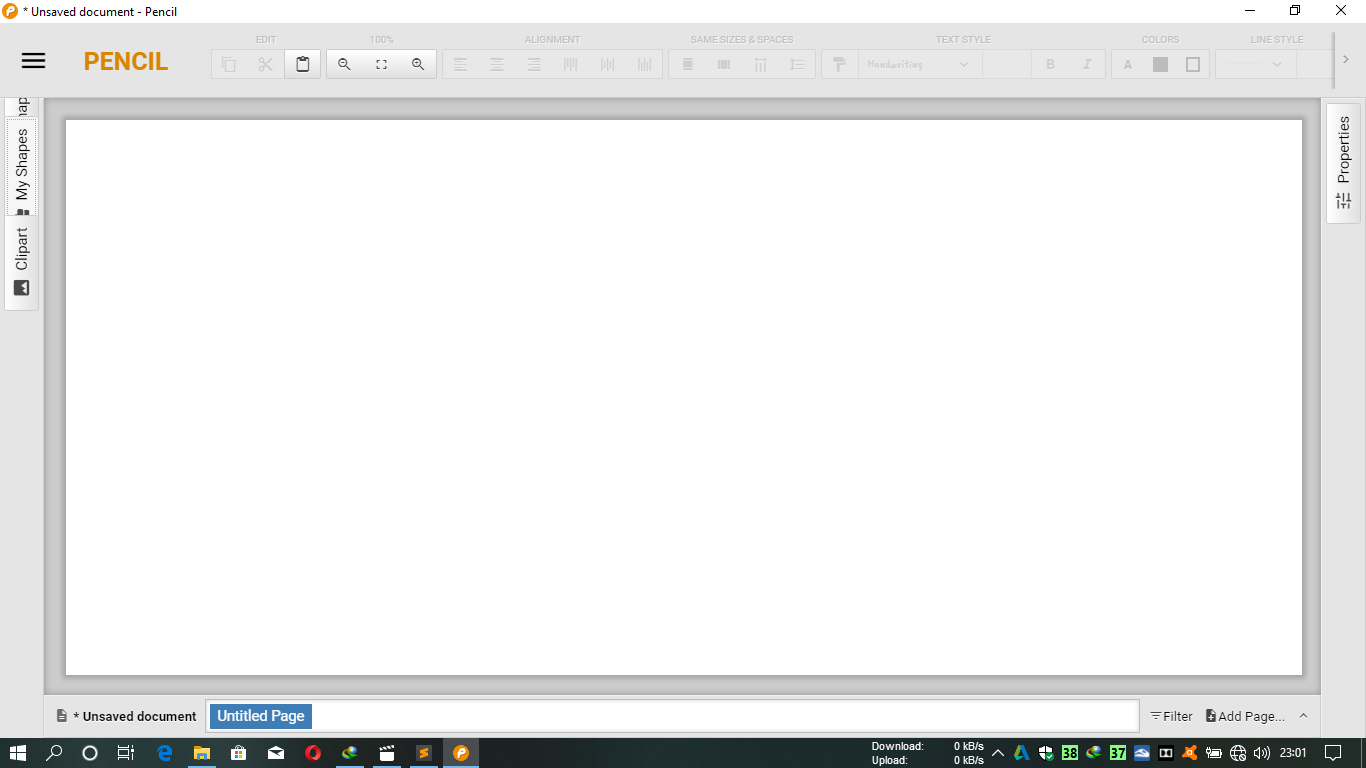 * Unsaved document - Pencil
PENCIL
EDIT
100%
ALIGNMENT
SAME SIZES & SPACES
TEXT STYLE
COLORS
LINE STYLE
Handwriting
B
I
A
My Shapes
Clipart
Properties
* Unsaved document
Untitled Page
Filter
Add Page...
Download: 0 kB/s
Upload: 0 kB/s
38
37
23:01